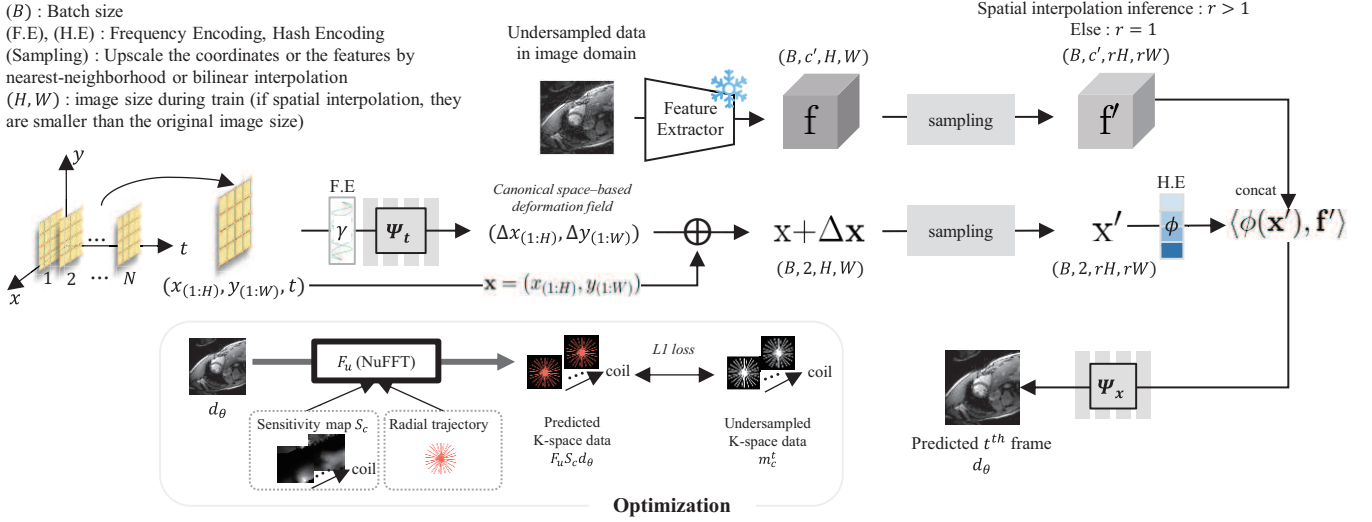 (B) : Batch size
(F.E), (H.E) : Frequency Encoding, Hash Encoding
(Sampling) : Upscale the coordinates or the features by
nearest-neighborhood or bilinear interpolation
(H, W) : image size during train (if spatial interpolation, they
are smaller than the original image size)
Undersampled data
in image domain
Feature
Extractor
(B, c′, H, W)
f
sampling
Spatial interpolation inference : r > 1
Else : r = 1
(B, c′, rH, rW)
f′
y
x
t
1 2 ... N
...
(x(1:H), y(1:W), t)
F.E
γ
Ψt
Canonical space–based
deformation field
(Δx(1:H), Δy(1:W))
x = (x(1:H), y(1:W))
x+Δx
(B, 2, H, W)
sampling
x′
(B, 2, rH, rW)
H.E
ϕ
concat
⟨ϕ(x′), f′⟩
Ψx
Predicted tth frame
dθ
dθ
Fu (NuFFT)
Sensitivity map Sc
coil
Radial trajectory
coil
Predicted
K-space data
FuScdθ
L1 loss
coil
Undersampled
K-space data
mct
Optimization